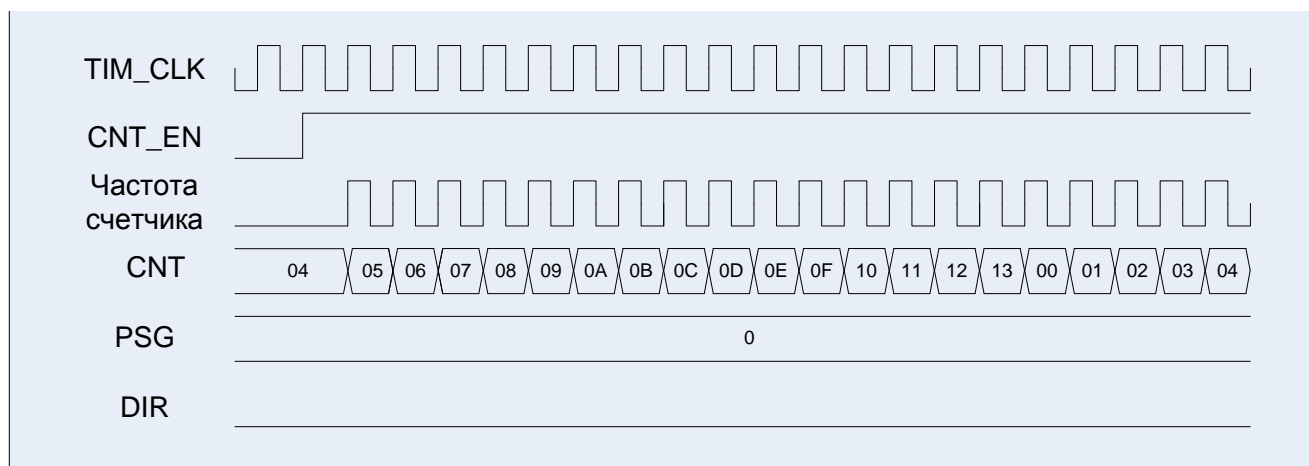 TIM_CLK
CNT_EN
Частота
счетчика
CNT 04 05 06 07 08 09 0A 0B 0C 0D 0E 0F 10 11 12 13 00 01 02 03 04
PSG 0
DIR